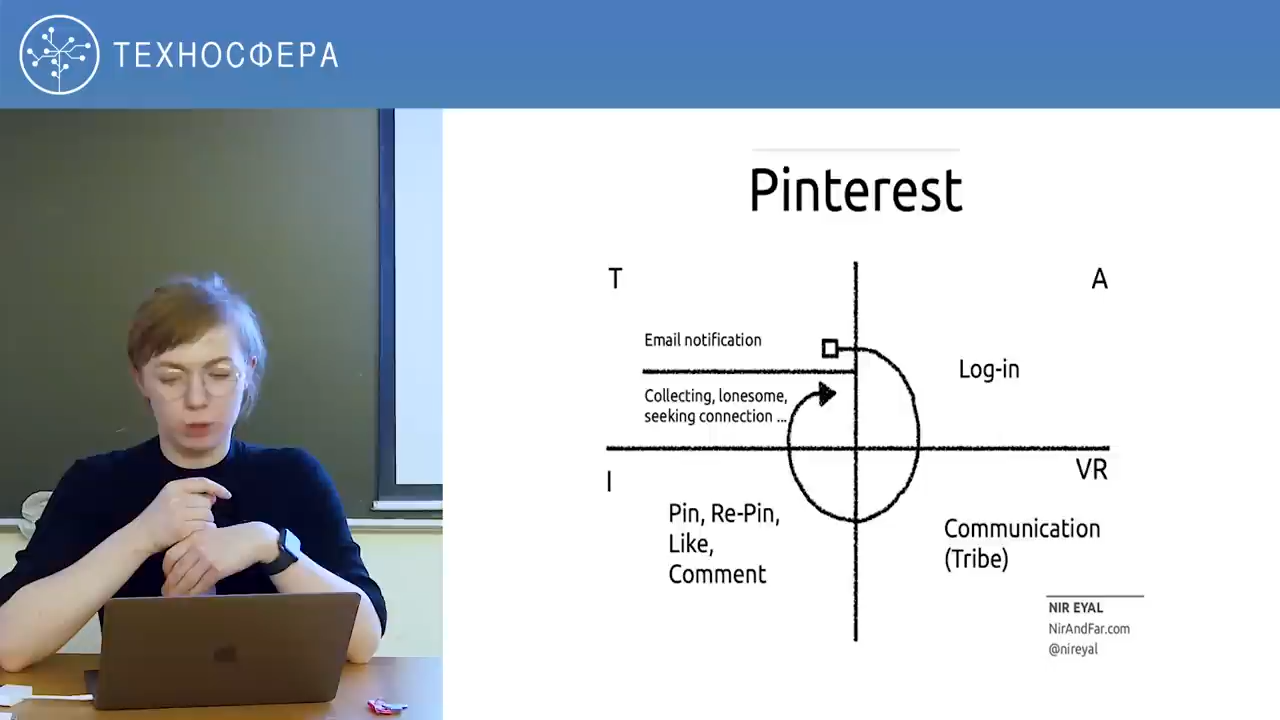 ТЕХНОСФЕРА
Pinterest
T
A
Email notification
Collecting, lonesome,
seeking connection ...
Log-in
I
VR
Pin, Re-Pin,
Like,
Comment
Communication
(Tribe)
NIR EYAL
NirAndFar.com
@nireyal